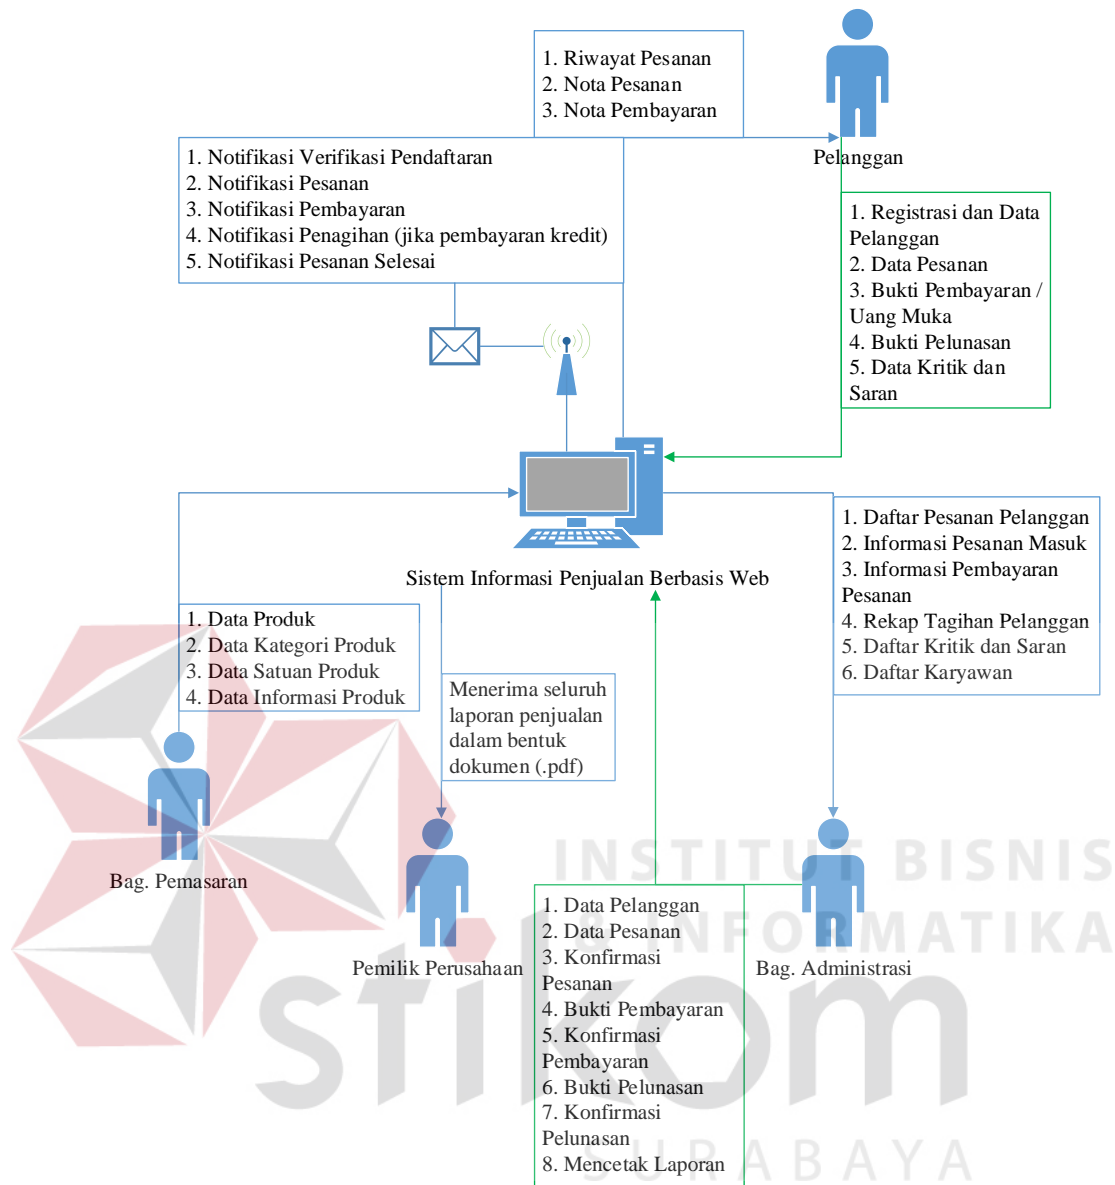 1. Riwayat Pesanan
2. Nota Pesanan
3. Nota Pembayaran
Pelanggan
1. Notifikasi Verifikasi Pendaftaran
2. Notifikasi Pesanan
3. Notifikasi Pembayaran
4. Notifikasi Penagihan (jika pembayaran kredit)
5. Notifikasi Pesanan Selesai
1. Registrasi dan Data
Pelanggan
2. Data Pesanan
3. Bukti Pembayaran /
Uang Muka
4. Bukti Pelunasan
5. Data Kritik dan
Saran
Sistem Informasi Penjualan Berbasis Web
1. Daftar Pesanan Pelanggan
2. Informasi Pesanan Masuk
3. Informasi Pembayaran
Pesanan
4. Rekap Tagihan Pelanggan
5. Daftar Kritik dan Saran
6. Daftar Karyawan
1. Data Produk
2. Data Kategori Produk
3. Data Satuan Produk
4. Data Informasi Produk
Menerima seluruh
laporan penjualan
dalam bentuk
dokumen (.pdf)
Bag. Pemasaran
Pemilik Perusahaan
Bag. Administrasi
1. Data Pelanggan
2. Data Pesanan
3. Konfirmasi
Pesanan
4. Bukti Pembayaran
5. Konfirmasi
Pembayaran
6. Bukti Pelunasan
7. Konfirmasi
Pelunasan
8. Mencetak Laporan
INSTITUT BISNIS
& INFORMATIKA
stikom
SURABAYA